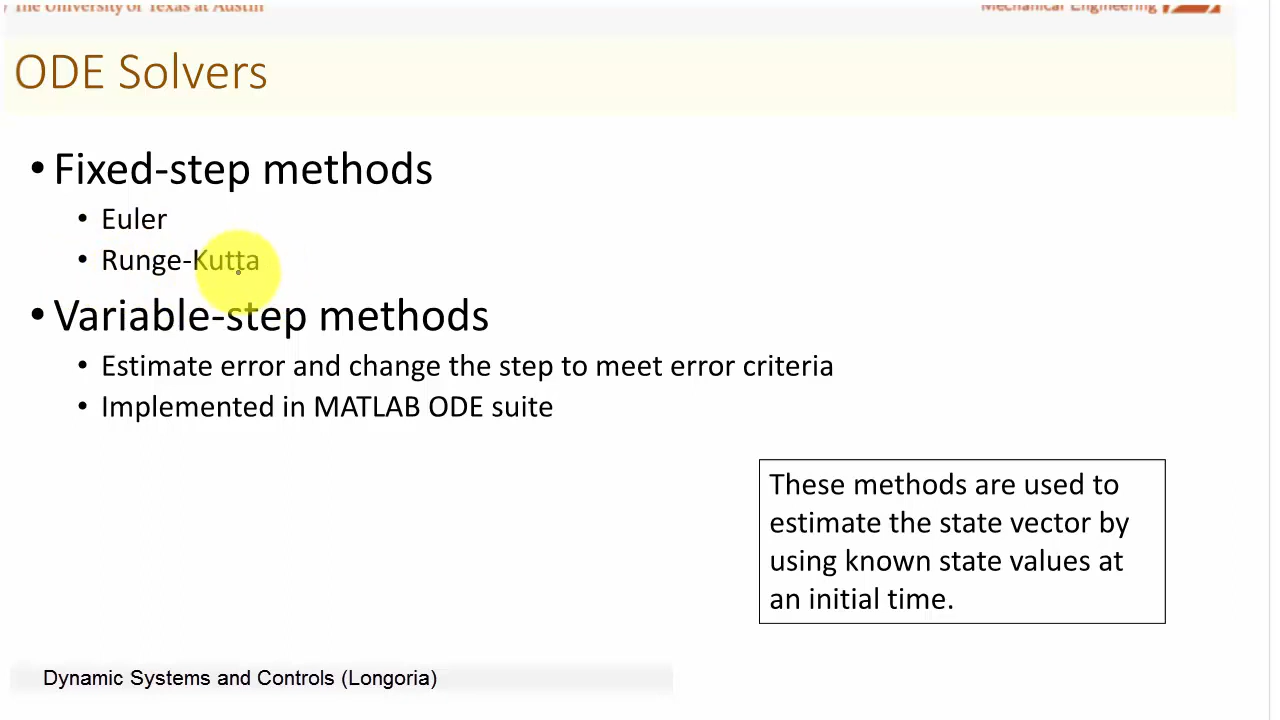 The University of Texas at Austin
Mechanical Engineering
ODE Solvers
• Fixed-step methods
• Euler
• Runge-Kutta
• Variable-step methods
• Estimate error and change the step to meet error criteria
• Implemented in MATLAB ODE suite
These methods are used to
estimate the state vector by
using known state values at
an initial time.
Dynamic Systems and Controls (Longoria)